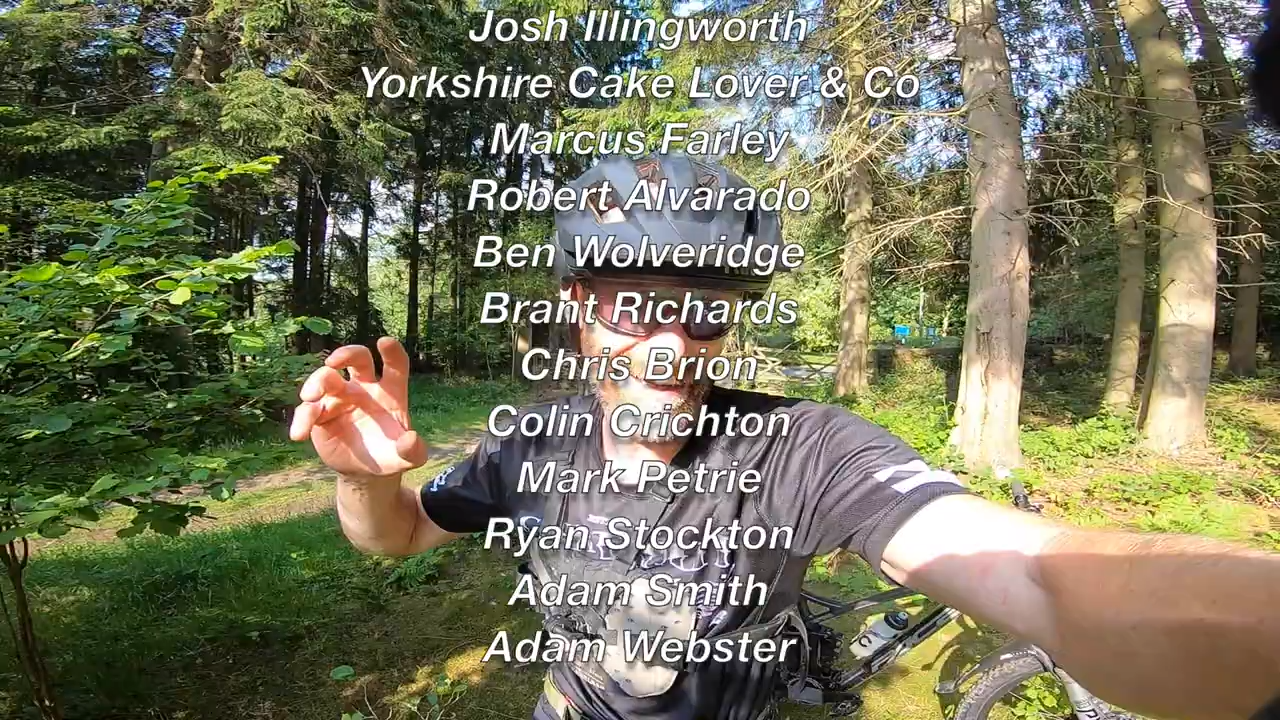 Josh Illingworth
Yorkshire Cake Lover & Co
Marcus Farley
Robert Alvarado
Ben Wolveridge
Brant Richards
Chris Brion
Colin Crichton
Mark Petrie
Ryan Stockton
Adam Smith
Adam Webster